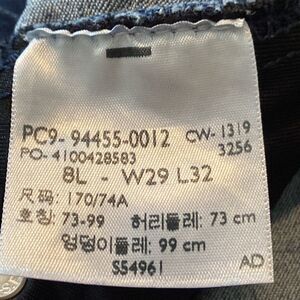 PC9-94455-0012 CW-1319
PO-4100428583 3256
8L - W29 L32
尺码: 170/74A
호칭: 73-99 허리둘레: 73 cm
엉덩이둘레: 99 cm
S54961 AD